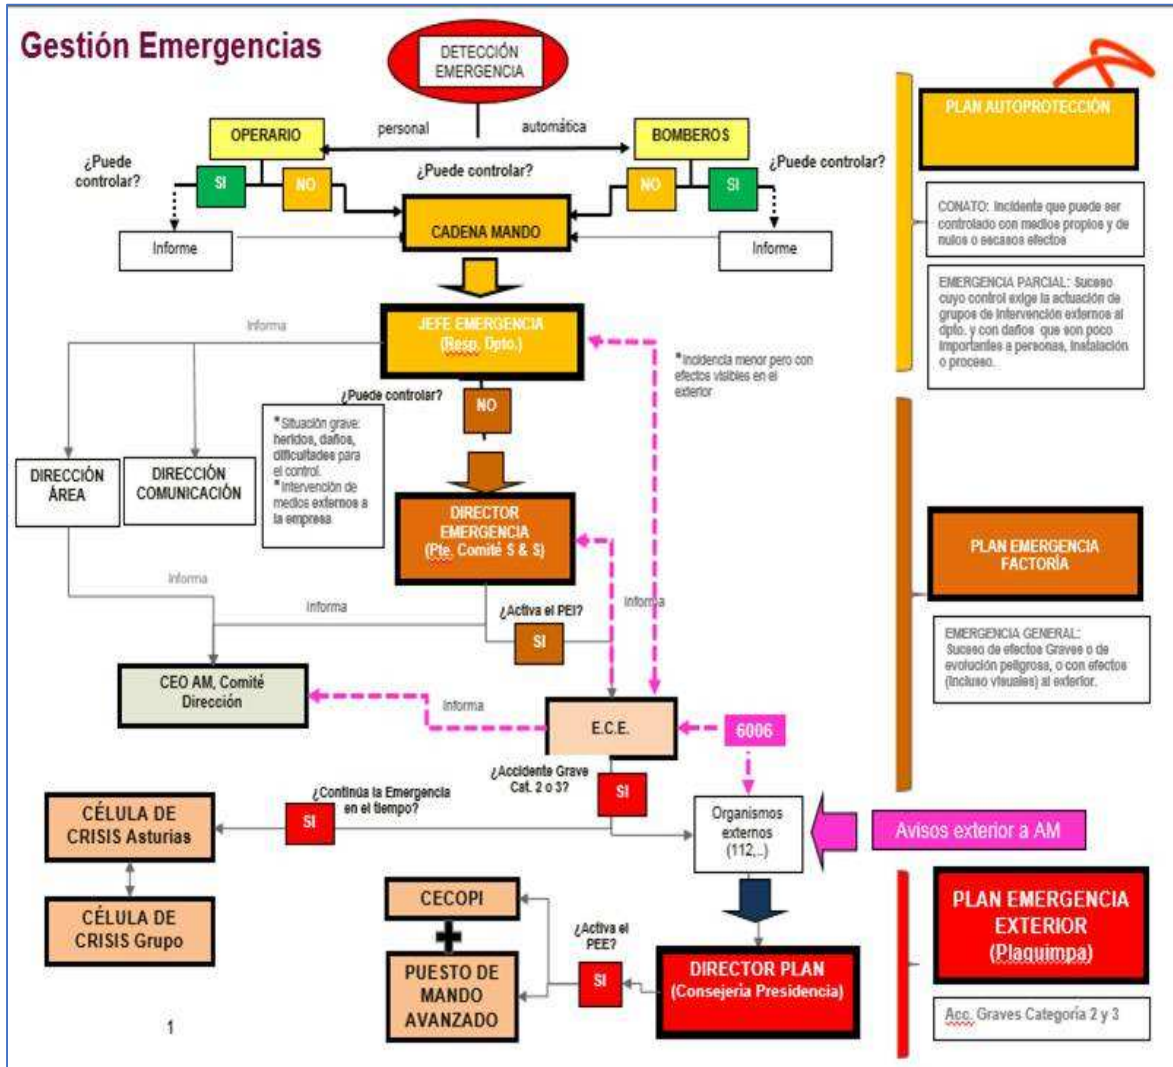 Gestión Emergencias
DETECCIÓN
EMERGENCIA
personal
automática
OPERARIO
BOMBEROS
¿Puede
controlar?
SI
NO
¿Puede controlar?
NO
SI
¿Puede controlar?
Informe
CADENA MANDO
Informe
JEFE EMERGENCIA
(Resp. Dpto.)
Informa
*Incidencia menor pero con
efectos visibles en el
exterior
¿Puede controlar?
NO
*Situación grave:
heridos, daños,
dificultades para
el control.
*Intervención de
medios externos a
la empresa
DIRECCIÓN
ÁREA
DIRECCIÓN
COMUNICACIÓN
DIRECTOR
EMERGENCIA
(Pte. Comité S & S)
Informa
Informa
¿Activa el PEI?
SI
Informa
CEO AM, Comité
Dirección
Informa
E.C.E.
6006
¿Accidente Grave
Cat. 2 o 3?
SI
¿Continúa la Emergencia
en el tiempo?
SI
CÉLULA DE
CRISIS Asturias
CÉLULA DE
CRISIS Grupo
Organismos
externos
(112,..)
Avisos exterior a AM
CECOPI
PUESTO DE
MANDO
AVANZADO
¿Activa el
PEE?
SI
DIRECTOR PLAN
(Consejería Presidencia)
1
PLAN AUTOPROTECCIÓN
CONATO: Incidente que puede ser
controlado con medios propios y de
nulos o escasos efectos
EMERGENCIA PARCIAL: Suceso
cuyo control exige la actuación de
grupos de intervención externos al
dpto. y con daños que son poco
importantes a personas, instalación
o proceso.
PLAN EMERGENCIA
FACTORÍA
EMERGENCIA GENERAL:
Suceso de efectos Graves o de
evolución peligrosa, o con efectos
(incluso visuales) al exterior.
PLAN EMERGENCIA
EXTERIOR
(Plaquimpa)
Acc. Graves Categoría 2 y 3